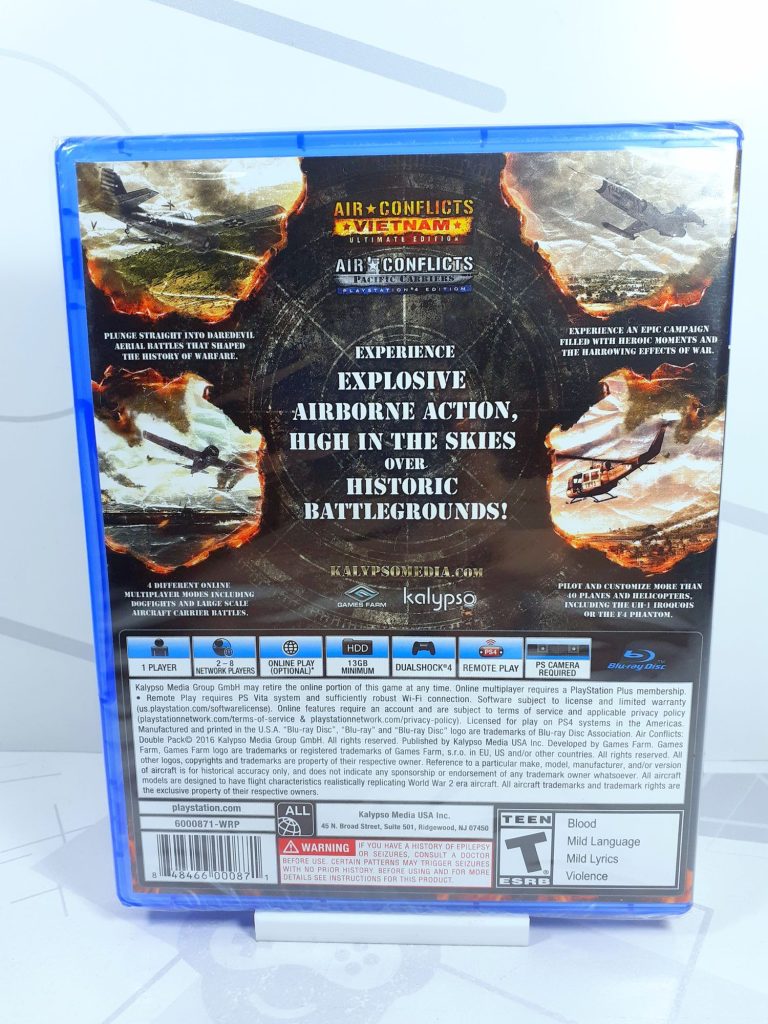 AIR★CONFLICTS
VIETNAM
ULTIMATE EDITION
AIR★CONFLICTS
PACIFIC CARRIERS
PLAYSTATION®4 EDITION
PLUNGE STRAIGHT INTO DAREDEVIL
AERIAL BATTLES THAT SHAPED
THE HISTORY OF WARFARE.
EXPERIENCE AN EPIC CAMPAIGN
FILLED WITH HEROIC MOMENTS AND
THE HARROWING EFFECTS OF WAR.
EXPERIENCE
EXPLOSIVE
AIRBORNE ACTION,
HIGH IN THE SKIES
OVER
HISTORIC
BATTLEGROUNDS!
4 DIFFERENT ONLINE
MULTIPLAYER MODES INCLUDING
DOGFIGHTS AND LARGE SCALE
AIRCRAFT CARRIER BATTLES.
KALYPSOMEDIA.COM
GAMES FARM
kalypso
PILOT AND CUSTOMIZE MORE THAN
40 PLANES AND HELICOPTERS,
INCLUDING THE UH-1 IROQUOIS
OR THE F4 PHANTOM.
1 PLAYER
2 – 8
NETWORK PLAYERS
ONLINE PLAY
(OPTIONAL)*
HDD
13GB
MINIMUM
DUALSHOCK®4
PS4
REMOTE PLAY
PS CAMERA
REQUIRED
Blu-ray Disc
Kalypso Media Group GmbH may retire the online portion of this game at any time. Online multiplayer requires a PlayStation Plus membership.
• Remote Play requires PS Vita system and sufficiently robust Wi-Fi connection. Software subject to license and limited warranty
(us.playstation.com/softwarelicense). Online features require an account and are subject to terms of service and applicable privacy policy
(playstationnetwork.com/terms-of-service & playstationnetwork.com/privacy-policy). Licensed for play on PS4 systems in the Americas.
Manufactured and printed in the U.S.A. "Blu-ray Disc", "Blu-ray" and "Blu-ray Disc" logo are trademarks of Blu-ray Disc Association. Air Conflicts:
Double Pack© 2016 Kalypso Media Group GmbH. All rights reserved. Published by Kalypso Media USA Inc. Developed by Games Farm. Games
Farm, Games Farm logo are trademarks or registered trademarks of Games Farm, s.r.o. in EU, US and/or other countries. All rights reserved. All
other logos, copyrights and trademarks are property of their respective owner. Reference to a particular make, model, manufacturer, and/or version
of aircraft is for historical accuracy only, and does not indicate any sponsorship or endorsement of any trademark owner whatsoever. All aircraft
models are designed to have flight characteristics realistically replicating World War 2 era aircraft. All aircraft trademarks and trademark rights are
the exclusive property of their respective owners.
playstation.com
6000871-WRP
8 48466 00087 1
ALL
Kalypso Media USA Inc.
45 N. Broad Street, Suite 501, Ridgewood, NJ 07450
WARNING IF YOU HAVE A HISTORY OF EPILEPSY
OR SEIZURES, CONSULT A DOCTOR
BEFORE USE. CERTAIN PATTERNS MAY TRIGGER SEIZURES
WITH NO PRIOR HISTORY. BEFORE USING AND FOR MORE
DETAILS SEE INSTRUCTIONS FOR THIS PRODUCT.
TEEN
T
ESRB
Blood
Mild Language
Mild Lyrics
Violence